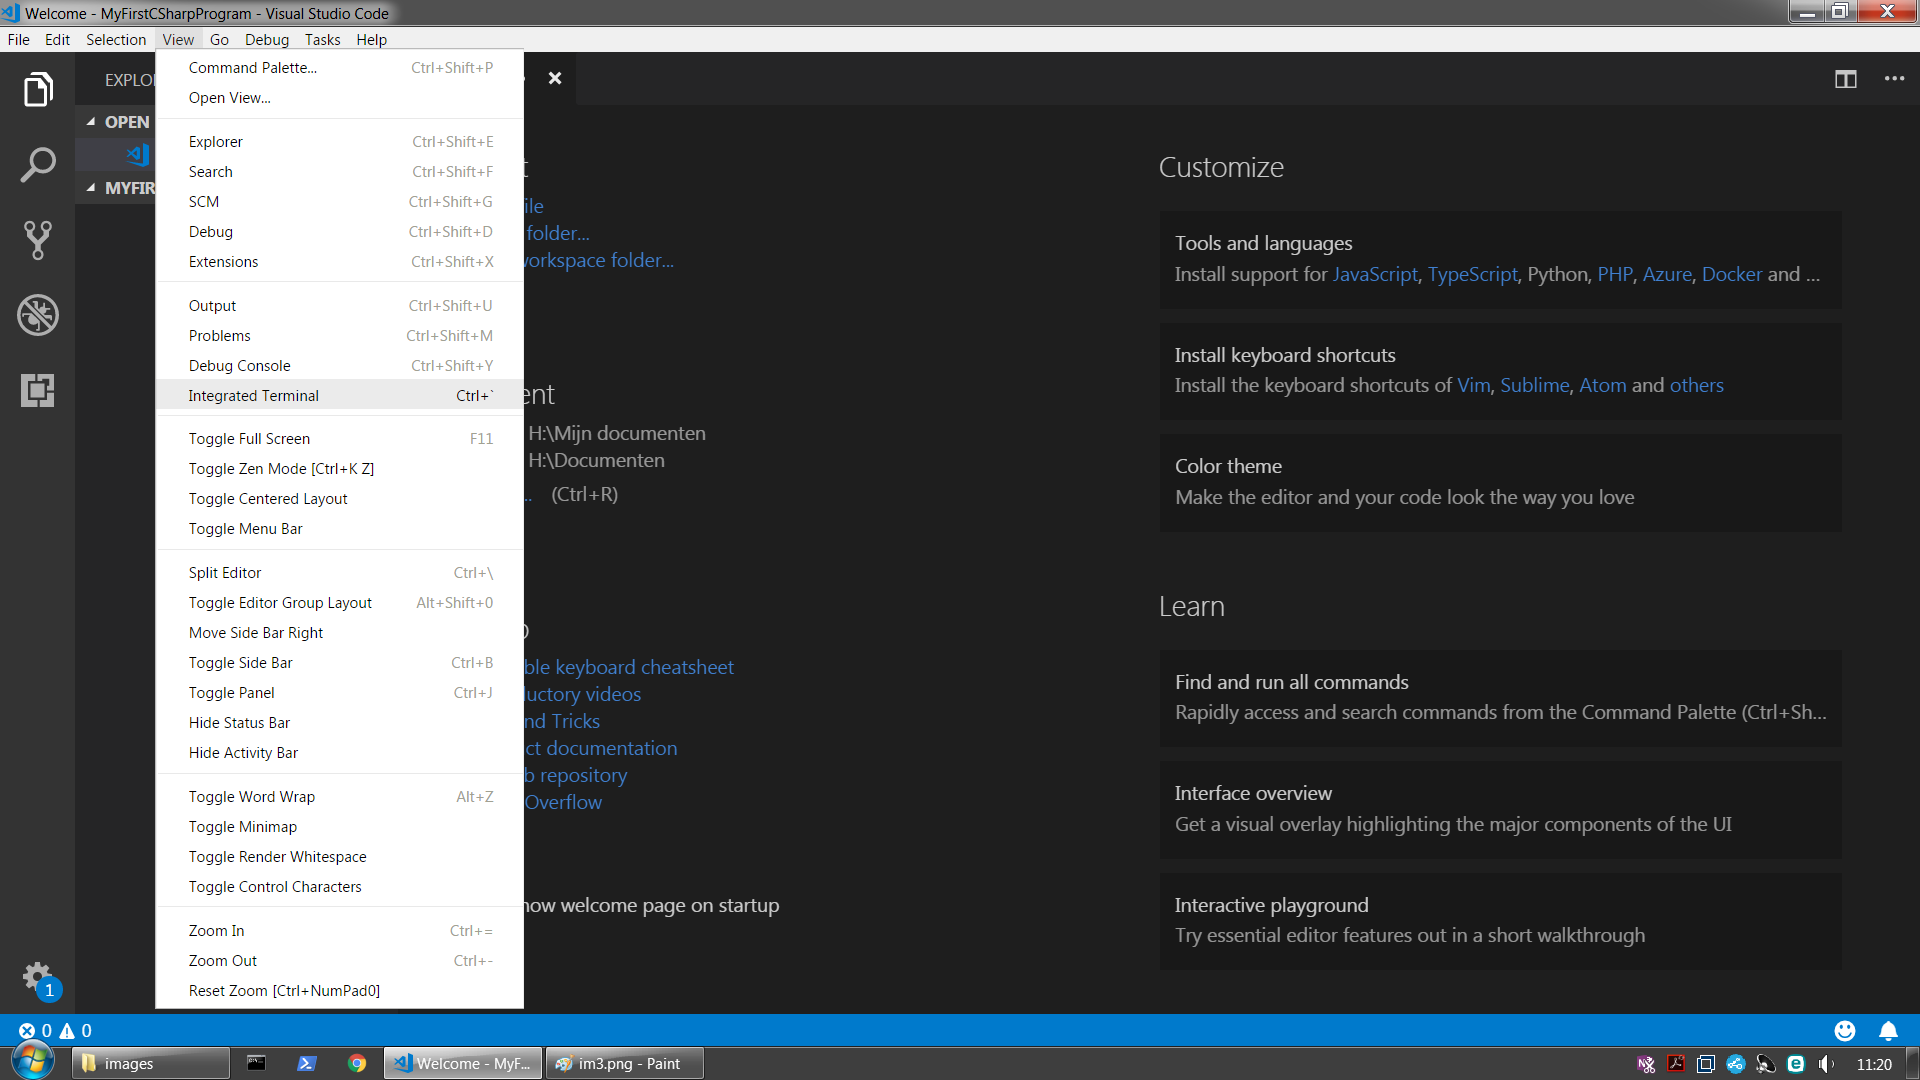 Welcome - MyFirstCSharpProgram - Visual Studio Code
File Edit Selection View Go Debug Tasks Help
EXPLO
OPEN
MYFIR
Command Palette... Ctrl+Shift+P
Open View...
Explorer Ctrl+Shift+E
Search Ctrl+Shift+F
SCM Ctrl+Shift+G
Debug Ctrl+Shift+D
Extensions Ctrl+Shift+X
Output Ctrl+Shift+U
Problems Ctrl+Shift+M
Debug Console Ctrl+Shift+Y
Integrated Terminal Ctrl+`
Toggle Full Screen F11
Toggle Zen Mode [Ctrl+K Z]
Toggle Centered Layout
Toggle Menu Bar
Split Editor Ctrl+\
Toggle Editor Group Layout Alt+Shift+0
Move Side Bar Right
Toggle Side Bar Ctrl+B
Toggle Panel Ctrl+J
Hide Status Bar
Hide Activity Bar
Toggle Word Wrap Alt+Z
Toggle Minimap
Toggle Render Whitespace
Toggle Control Characters
Zoom In Ctrl+=
Zoom Out Ctrl+-
Reset Zoom [Ctrl+NumPad0]
t
ile
folder...
workspace folder...
ent
H:\Mijn documenten
H:\Documenten
... (Ctrl+R)
ble keyboard cheatsheet
uctory videos
nd Tricks
ct documentation
b repository
Overflow
how welcome page on startup
Customize
Tools and languages
Install support for JavaScript, TypeScript, Python, PHP, Azure, Docker and ...
Install keyboard shortcuts
Install the keyboard shortcuts of Vim, Sublime, Atom and others
Color theme
Make the editor and your code look the way you love
Learn
Find and run all commands
Rapidly access and search commands from the Command Palette (Ctrl+Sh...
Interface overview
Get a visual overlay highlighting the major components of the UI
Interactive playground
Try essential editor features out in a short walkthrough
1
0 0
images
Welcome - MyF...
im3.png - Paint
11:20